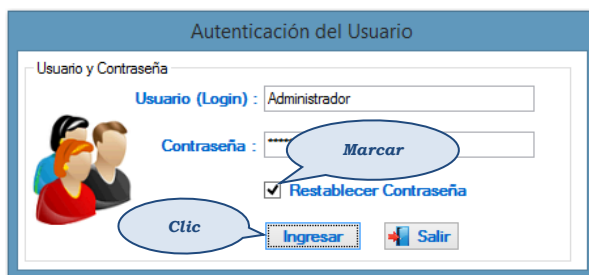 Autenticación del Usuario
Usuario y Contraseña
Usuario (Login) : Administrador
Contraseña : *****
Marcar
Restablecer Contraseña
Clic
Ingresar Salir